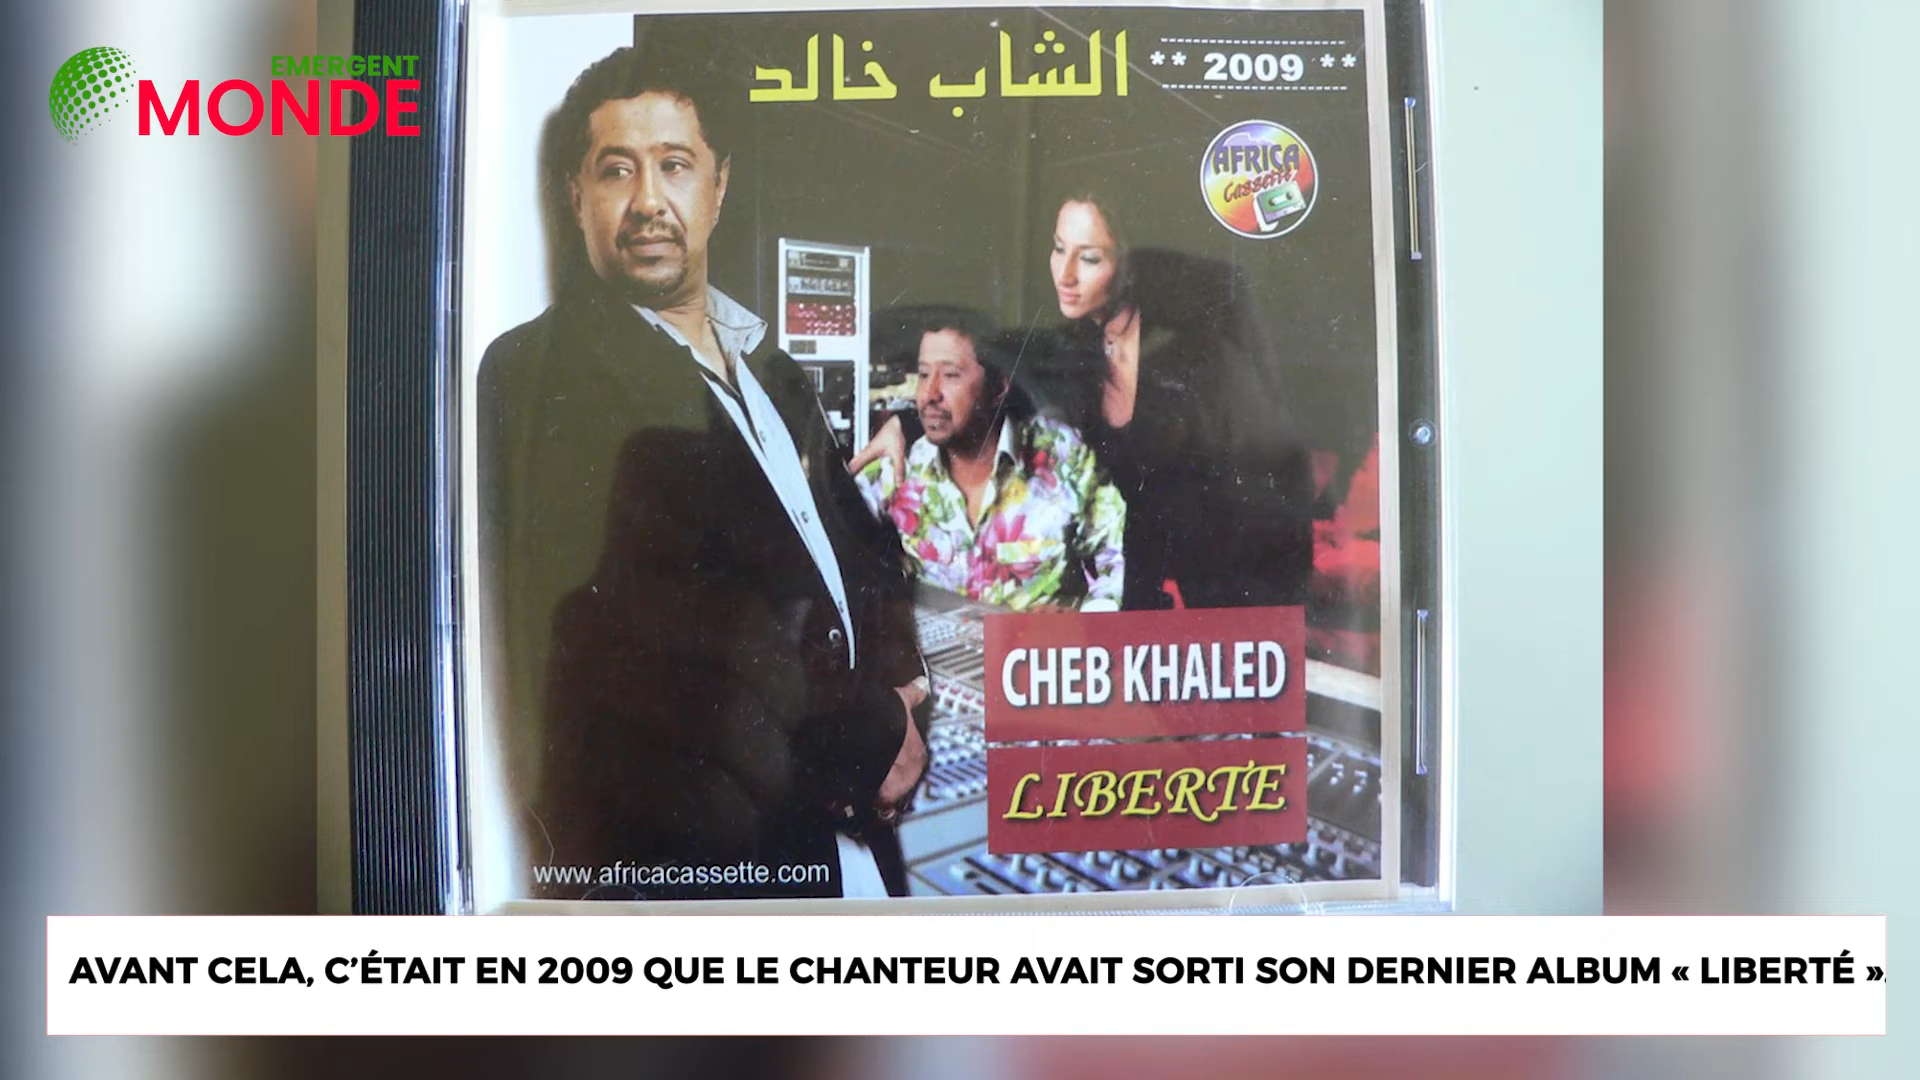 EMERGENT
MONDE
الشاب خالد
** 2009 **
AFRICA
Cassette
CHEB KHALED
LIBERTE
www.africacassette.com
AVANT CELA, C'ÉTAIT EN 2009 QUE LE CHANTEUR AVAIT SORTI SON DERNIER ALBUM « LIBERTÉ ».